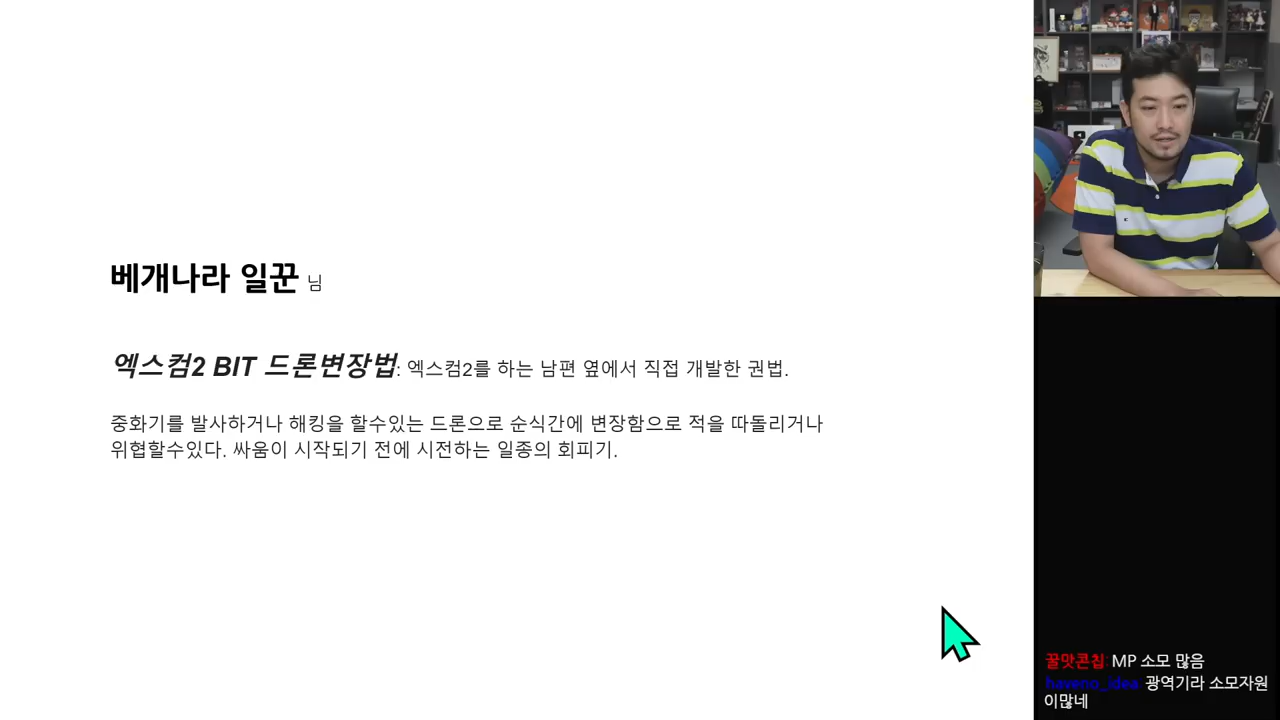 베개나라 일꾼 님
엑스컴2 BIT 드론변장법: 엑스컴2를 하는 남편 옆에서 직접 개발한 권법.
중화기를 발사하거나 해킹을 할수있는 드론으로 순식간에 변장함으로 적을 따돌리거나
위협할수있다. 싸움이 시작되기 전에 시전하는 일종의 회피기.
꿀맛콘칩: MP 소모 많음
haveno_idea: 광역기라 소모자원
이많네